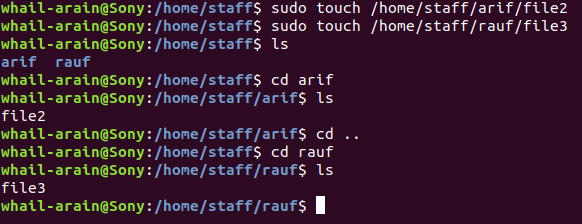 whail-arain@Sony:/home/staff$ sudo touch /home/staff/arif/file2
whail-arain@Sony:/home/staff$ sudo touch /home/staff/rauf/file3
whail-arain@Sony:/home/staff$ ls
arif  rauf
whail-arain@Sony:/home/staff$ cd arif
whail-arain@Sony:/home/staff/arif$ ls
file2
whail-arain@Sony:/home/staff/arif$ cd ..
whail-arain@Sony:/home/staff$ cd rauf
whail-arain@Sony:/home/staff/rauf$ ls
file3
whail-arain@Sony:/home/staff/rauf$